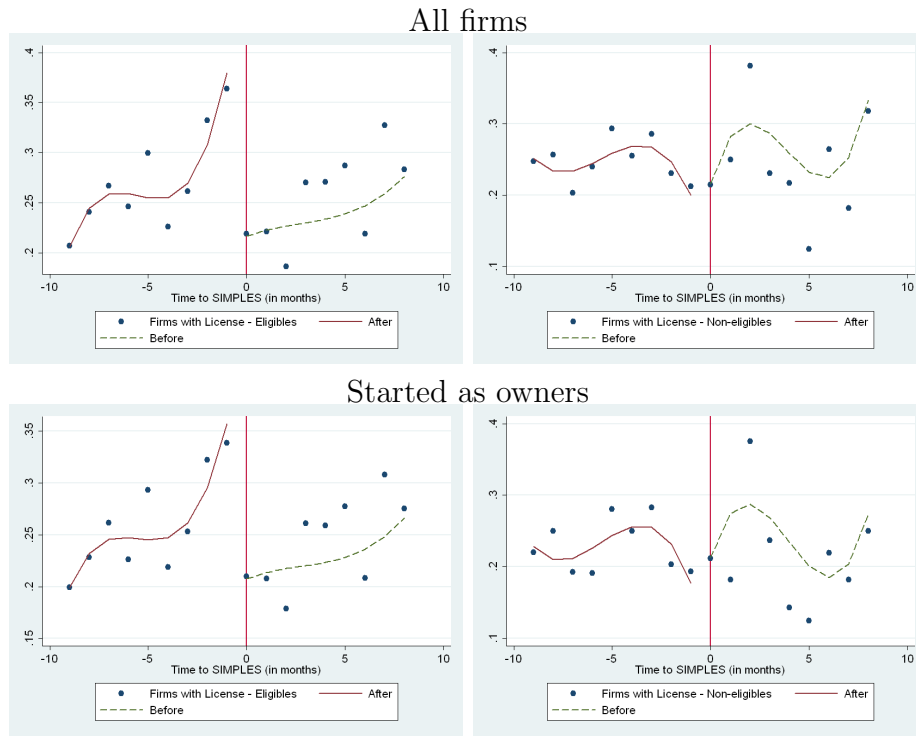 All firms
.4
.35
.3
.25
.2
-10 -5 0 5 10
Time to SIMPLES (in months)
Firms with License - Eligibles After
Before
.4
.3
.2
.1
-10 -5 0 5 10
Time to SIMPLES (in months)
Firms with License - Non-eligibles After
Before
Started as owners
.35
.3
.25
.2
.15
-10 -5 0 5 10
Time to SIMPLES (in months)
Firms with License - Eligibles After
Before
.4
.3
.2
.1
-10 -5 0 5 10
Time to SIMPLES (in months)
Firms with License - Non-eligibles After
Before